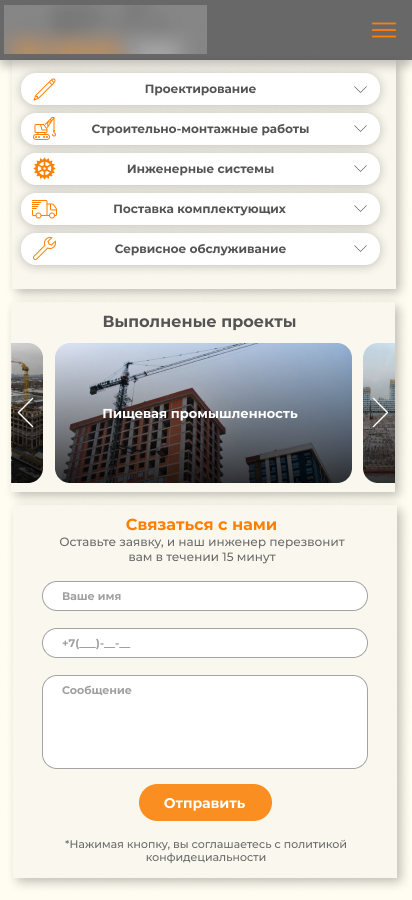 Проектирование
Строительно-монтажные работы
Инженерные системы
Поставка комплектующих
Сервисное обслуживание
Выполненые проекты
Пищевая промышленность
Связаться с нами
Оставьте заявку, и наш инженер перезвонит
вам в течении 15 минут
Ваше имя
+7(___)-__-__
Сообщение
Отправить
*Нажимая кнопку, вы соглашаетесь с политикой
конфидециальности